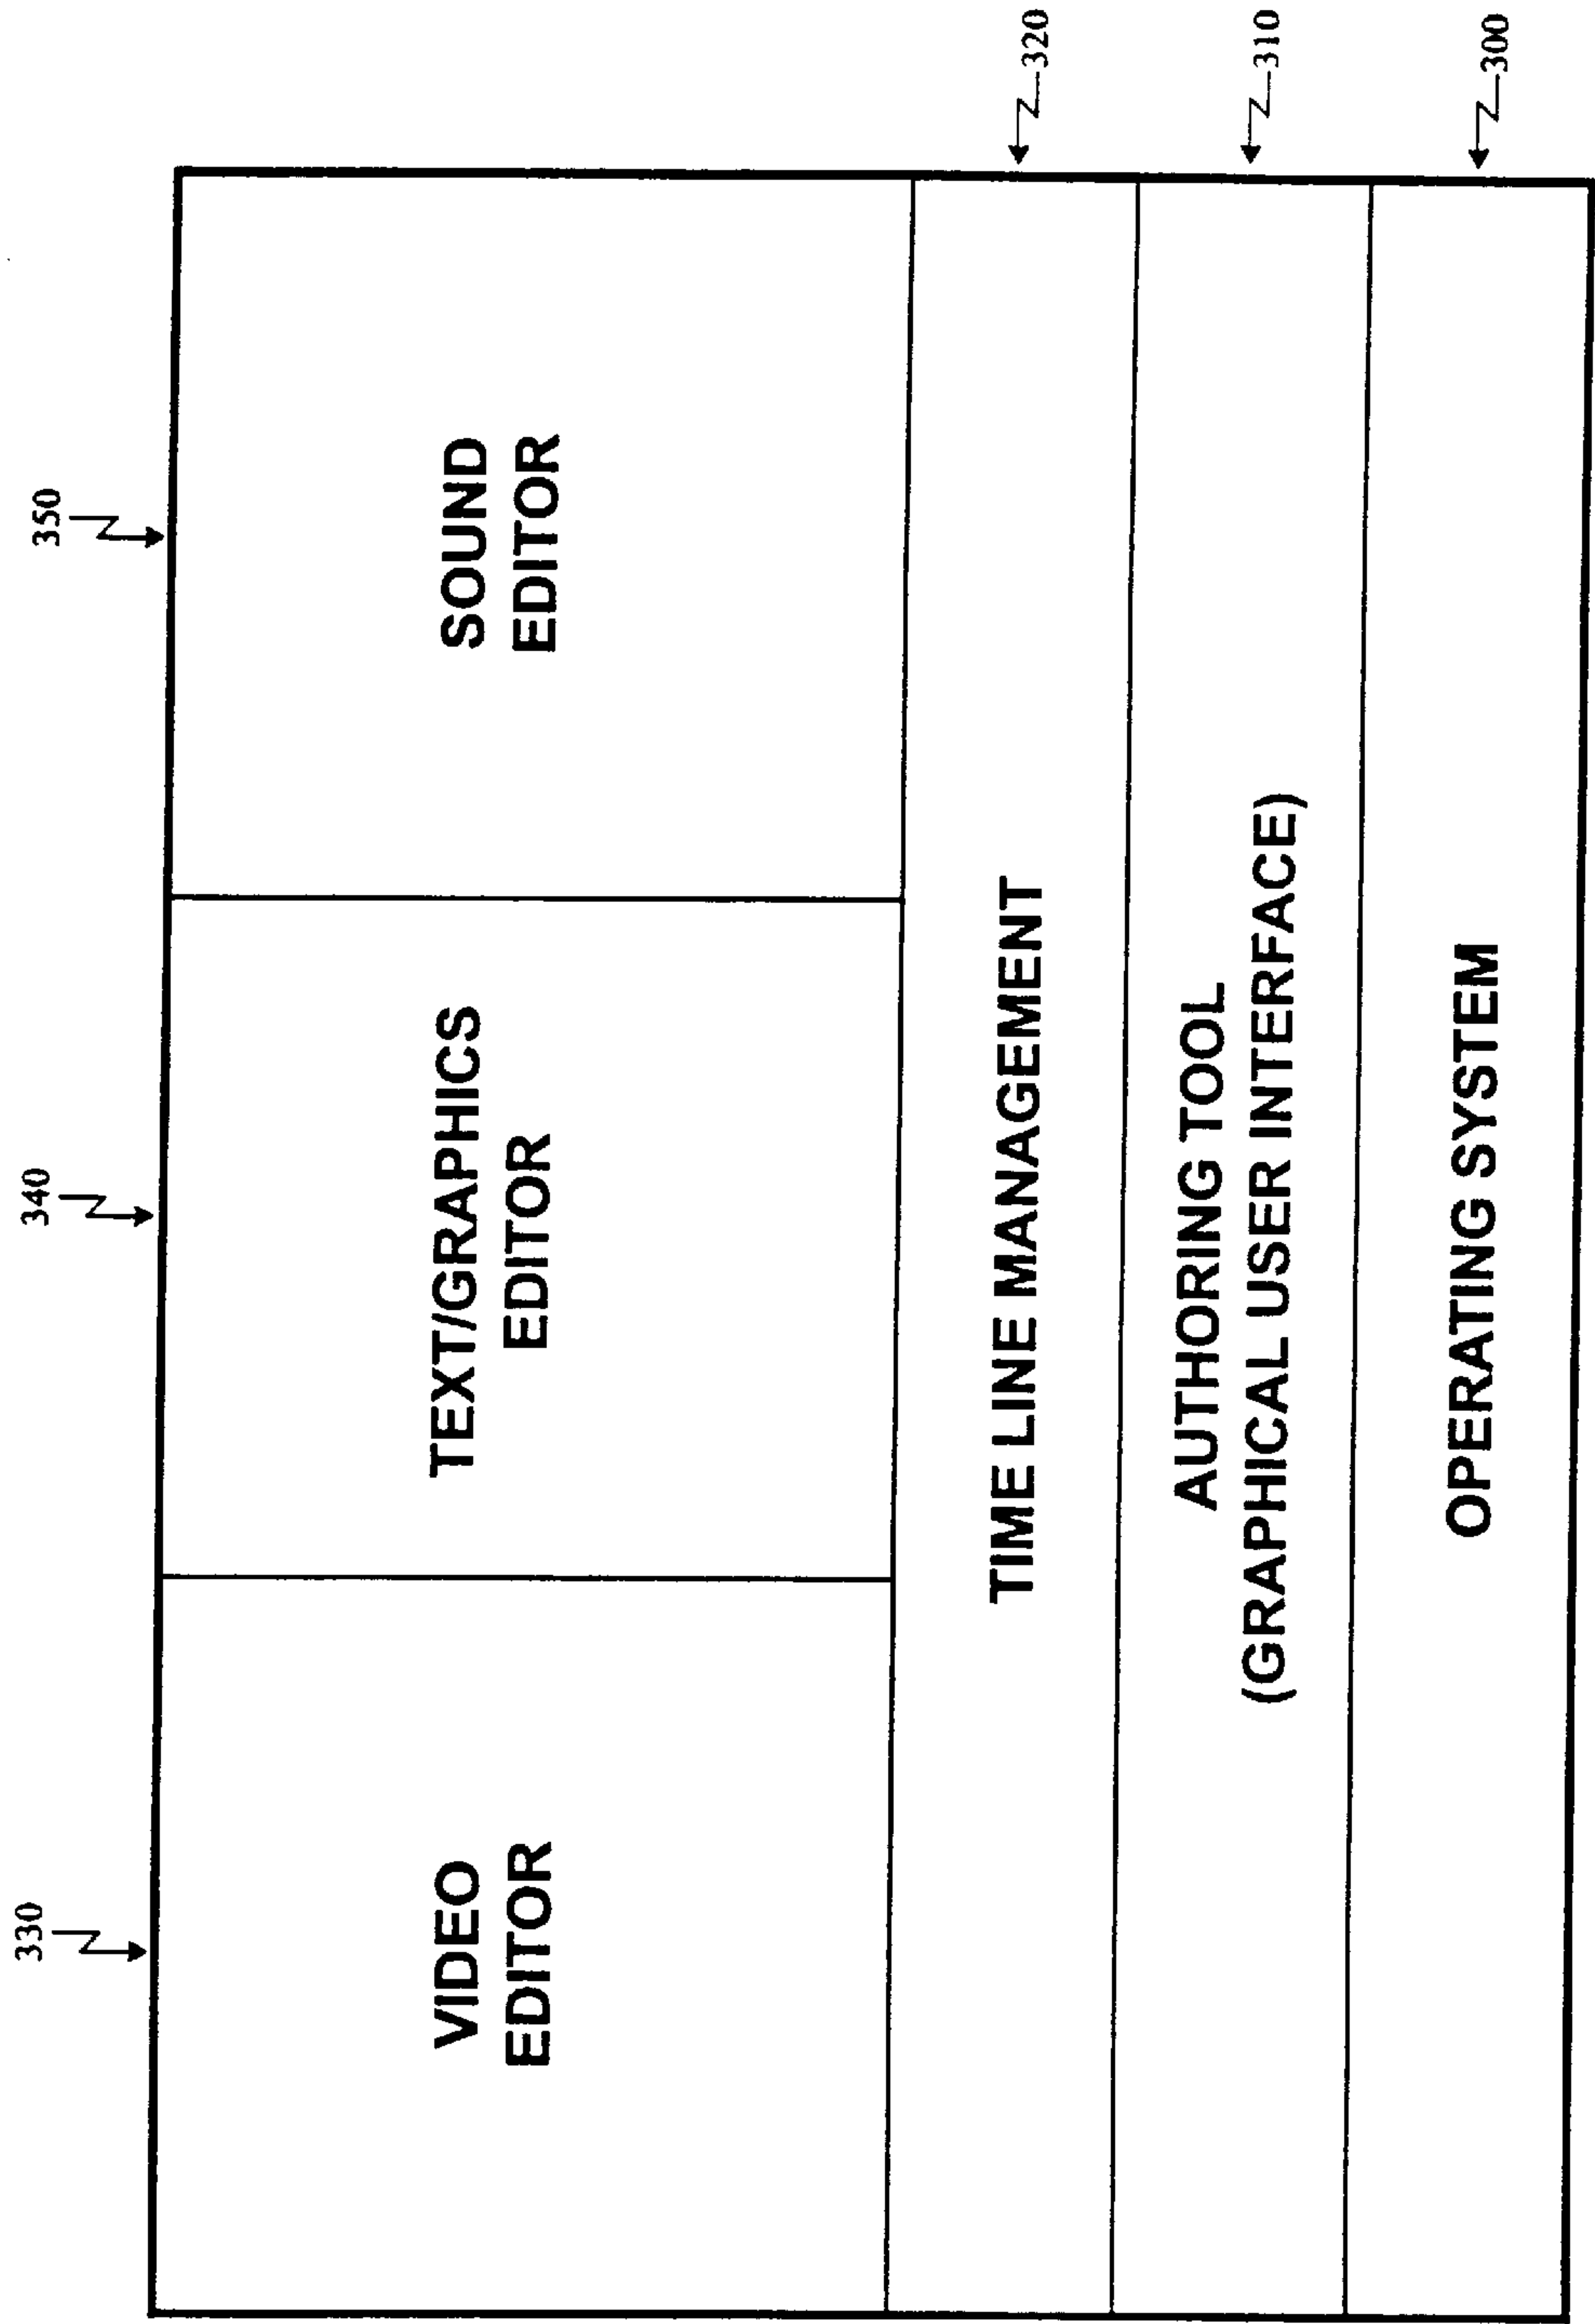 330
340
350
VIDEO
EDITOR
TEXT/GRAPHICS
EDITOR
SOUND
EDITOR
TIME LINE MANAGEMENT
320
AUTHORING TOOL
(GRAPHICAL USER INTERFACE)
310
OPERATING SYSTEM
300